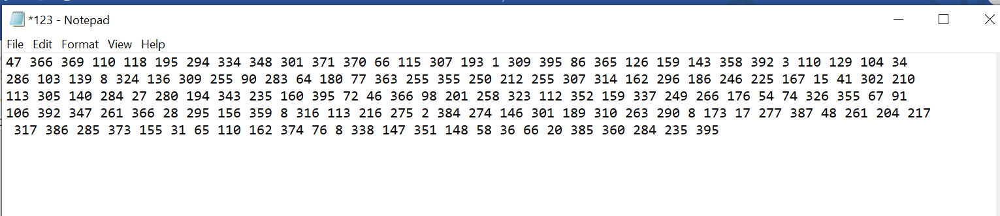 *123 - Notepad
File Edit Format View Help
47 366 369 110 118 195 294 334 348 301 371 370 66 115 307 193 1 309 395 86 365 126 159 143 358 392 3 110 129 104 34
286 103 139 8 324 136 309 255 90 283 64 180 77 363 255 355 250 212 255 307 314 162 296 186 246 225 167 15 41 302 210
113 305 140 284 27 280 194 343 235 160 395 72 46 366 98 201 258 323 112 352 159 337 249 266 176 54 74 326 355 67 91
106 392 347 261 366 28 295 156 359 8 316 113 216 275 2 384 274 146 301 189 310 263 290 8 173 17 277 387 48 261 204 217
317 386 285 373 155 31 65 110 162 374 76 8 338 147 351 148 58 36 66 20 385 360 284 235 395